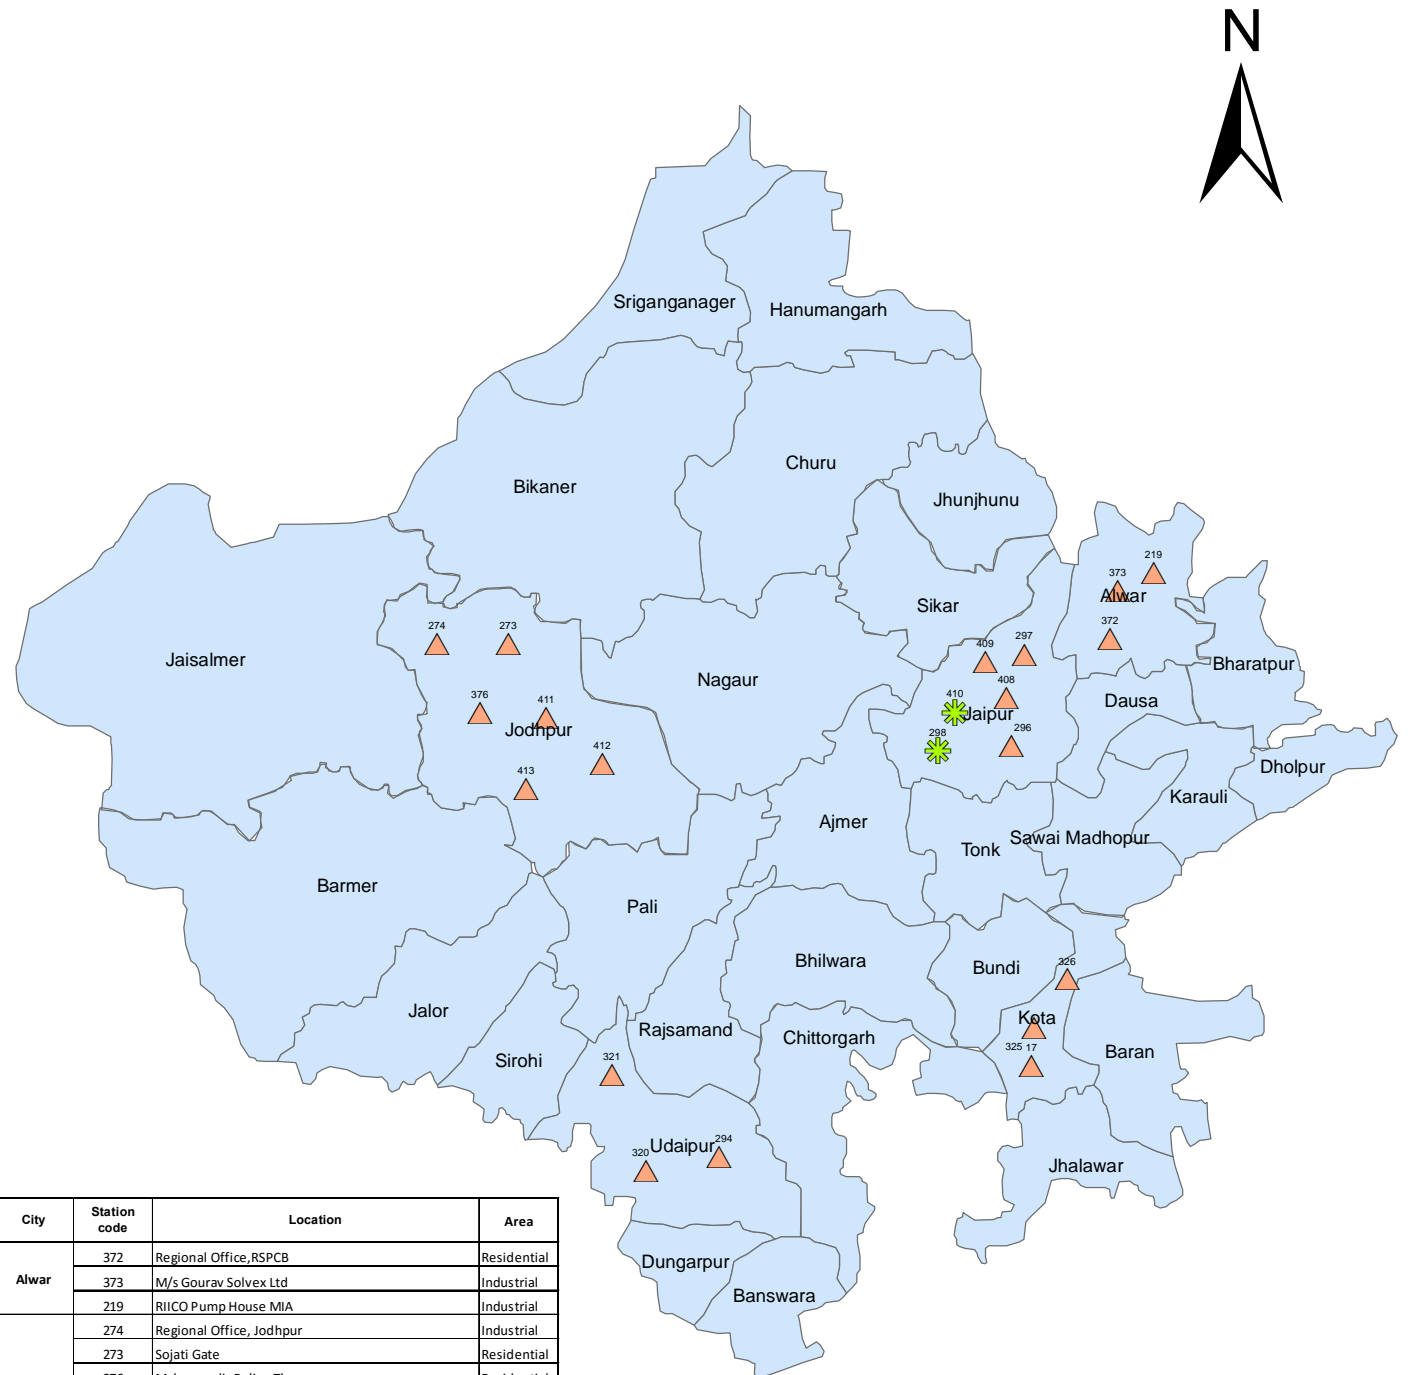 N
Sriganganager
Hanumangarh
Churu
Bikaner
Jhunjhunu
219
373
Alwar
372
Sikar
274
273
409
297
Jaisalmer
Bharatpur
Nagaur
408
410
Jaipur
Dausa
376
411
Jodhpur
298
296
412
Dholpur
413
Karauli
Ajmer
Sawai Madhopur
Tonk
Barmer
Pali
Bhilwara
326
Bundi
Jalor
Kota
Rajsamand
Chittorgarh
325 17
Baran
321
Sirohi
294
Udaipur
320
Jhalawar
Dungarpur
Banswara
City Station code Location Area
Alwar
372 Regional Office,RSPCB Residential
373 M/s Gourav Solvex Ltd Industrial
219 RIICO Pump House MIA Industrial
274 Regional Office, Jodhpur Industrial
273 Sojati Gate Residential